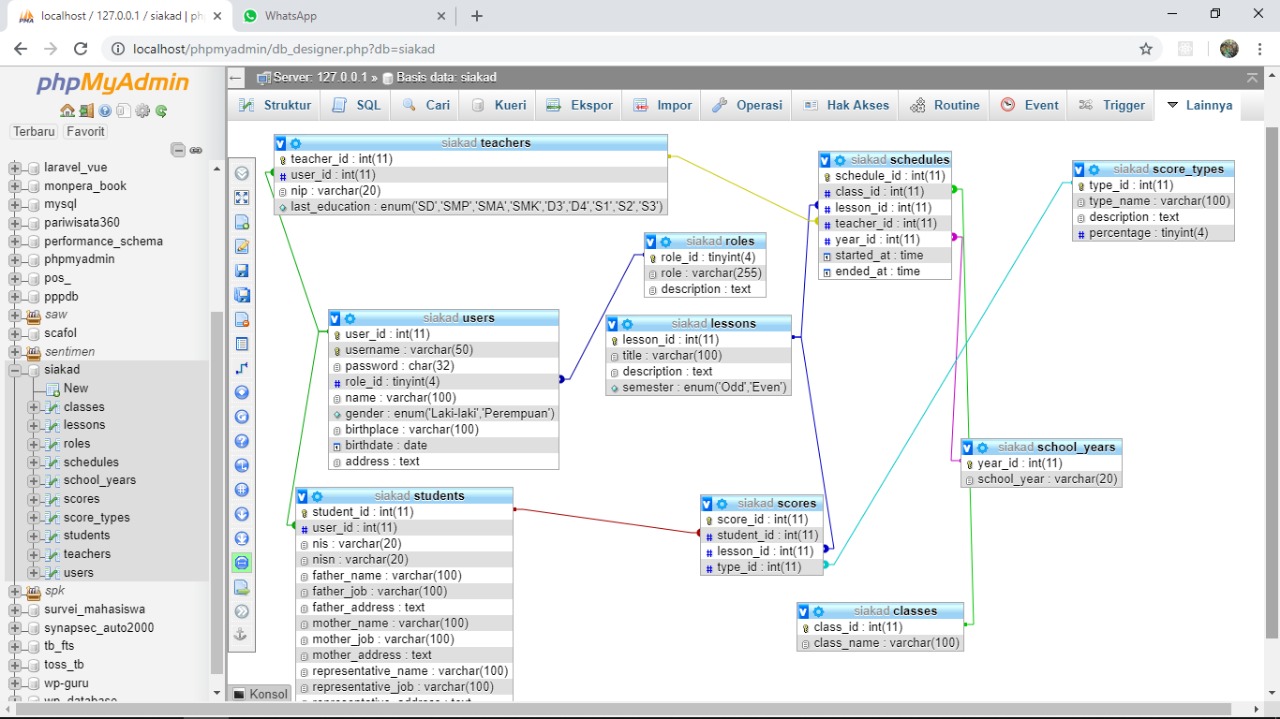 localhost / 127.0.0.1 / siakad | ph
WhatsApp
localhost/phpmyadmin/db_designer.php?db=siakad
phpMyAdmin
Terbaru
Favorit
laravel_vue
monpera_book
mysql
pariwisata360
performance_schema
phpmyadmin
pos_
pppdb
saw
scafol
sentimen
siakad
New
classes
lessons
roles
schedules
school_years
scores
score_types
students
teachers
users
spk
survei_mahasiswa
synapsec_auto2000
tb_fts
toss_tb
wp-guru
wp_database
Server: 127.0.0.1 » Basis data: siakad
Struktur
SQL
Cari
Kueri
Ekspor
Impor
Operasi
Hak Akses
Routine
Event
Trigger
Lainnya
siakad teachers
teacher_id : int(11)
user_id : int(11)
nip : varchar(20)
last_education : enum('SD','SMP','SMA','SMK','D3','D4','S1','S2','S3')
siakad schedules
schedule_id : int(11)
class_id : int(11)
lesson_id : int(11)
teacher_id : int(11)
year_id : int(11)
started_at : time
ended_at : time
siakad score_types
type_id : int(11)
type_name : varchar(100)
description : text
percentage : tinyint(4)
siakad roles
role_id : tinyint(4)
role : varchar(255)
description : text
siakad users
user_id : int(11)
username : varchar(50)
password : char(32)
role_id : tinyint(4)
name : varchar(100)
gender : enum('Laki-laki','Perempuan')
birthplace : varchar(100)
birthdate : date
address : text
siakad lessons
lesson_id : int(11)
title : varchar(100)
description : text
semester : enum('Odd','Even')
siakad school_years
year_id : int(11)
school_year : varchar(20)
siakad students
student_id : int(11)
user_id : int(11)
nis : varchar(20)
nisn : varchar(20)
father_name : varchar(100)
father_job : varchar(100)
father_address : text
mother_name : varchar(100)
mother_job : varchar(100)
mother_address : text
representative_name : varchar(100)
representative_job : varchar(100)
representative_address : text
siakad scores
score_id : int(11)
student_id : int(11)
lesson_id : int(11)
type_id : int(11)
siakad classes
class_id : int(11)
class_name : varchar(100)
Konsol